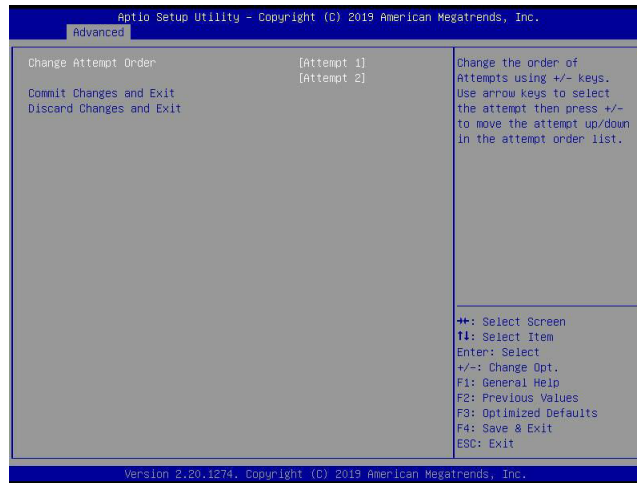 Aptio Setup Utility – Copyright (C) 2019 American Megatrends, Inc.
Advanced
Change Attempt Order [Attempt 1]
[Attempt 2]
Commit Changes and Exit
Discard Changes and Exit
Change the order of
Attempts using +/- keys.
Use arrow keys to select
the attempt then press +/-
to move the attempt up/down
in the attempt order list.
→←: Select Screen
↑↓: Select Item
Enter: Select
+/-: Change Opt.
F1: General Help
F2: Previous Values
F3: Optimized Defaults
F4: Save & Exit
ESC: Exit
Version 2.20.1274. Copyright (C) 2019 American Megatrends, Inc.